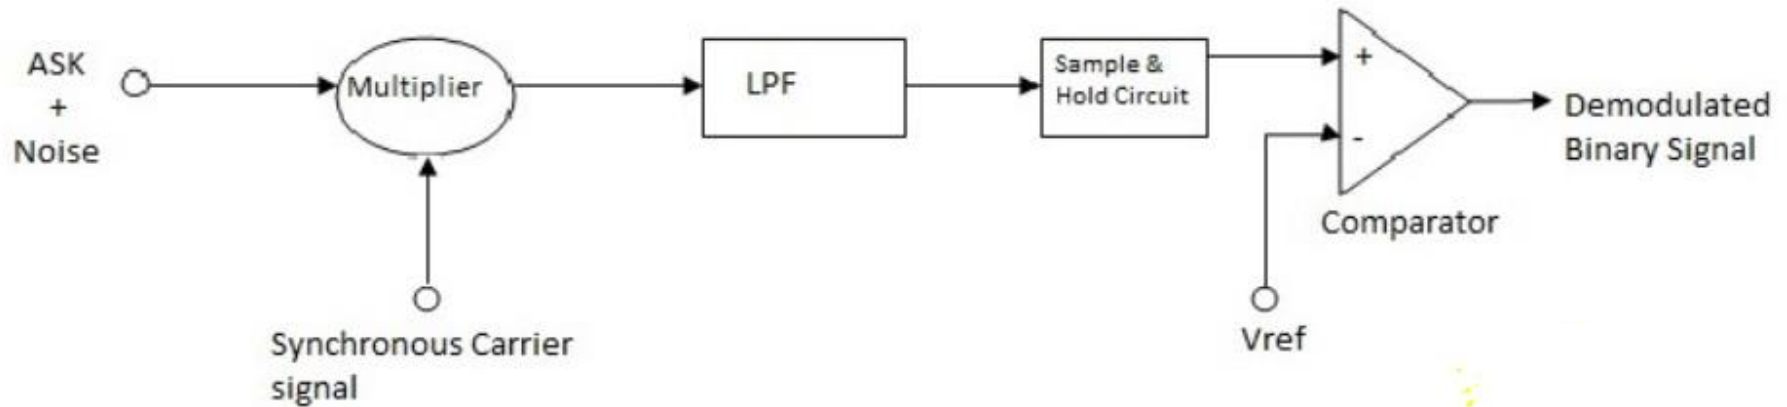 ASK
+
Noise
Multiplier
LPF
Sample &
Hold Circuit
+
-
Demodulated
Binary Signal
Comparator
Synchronous Carrier
signal
Vref